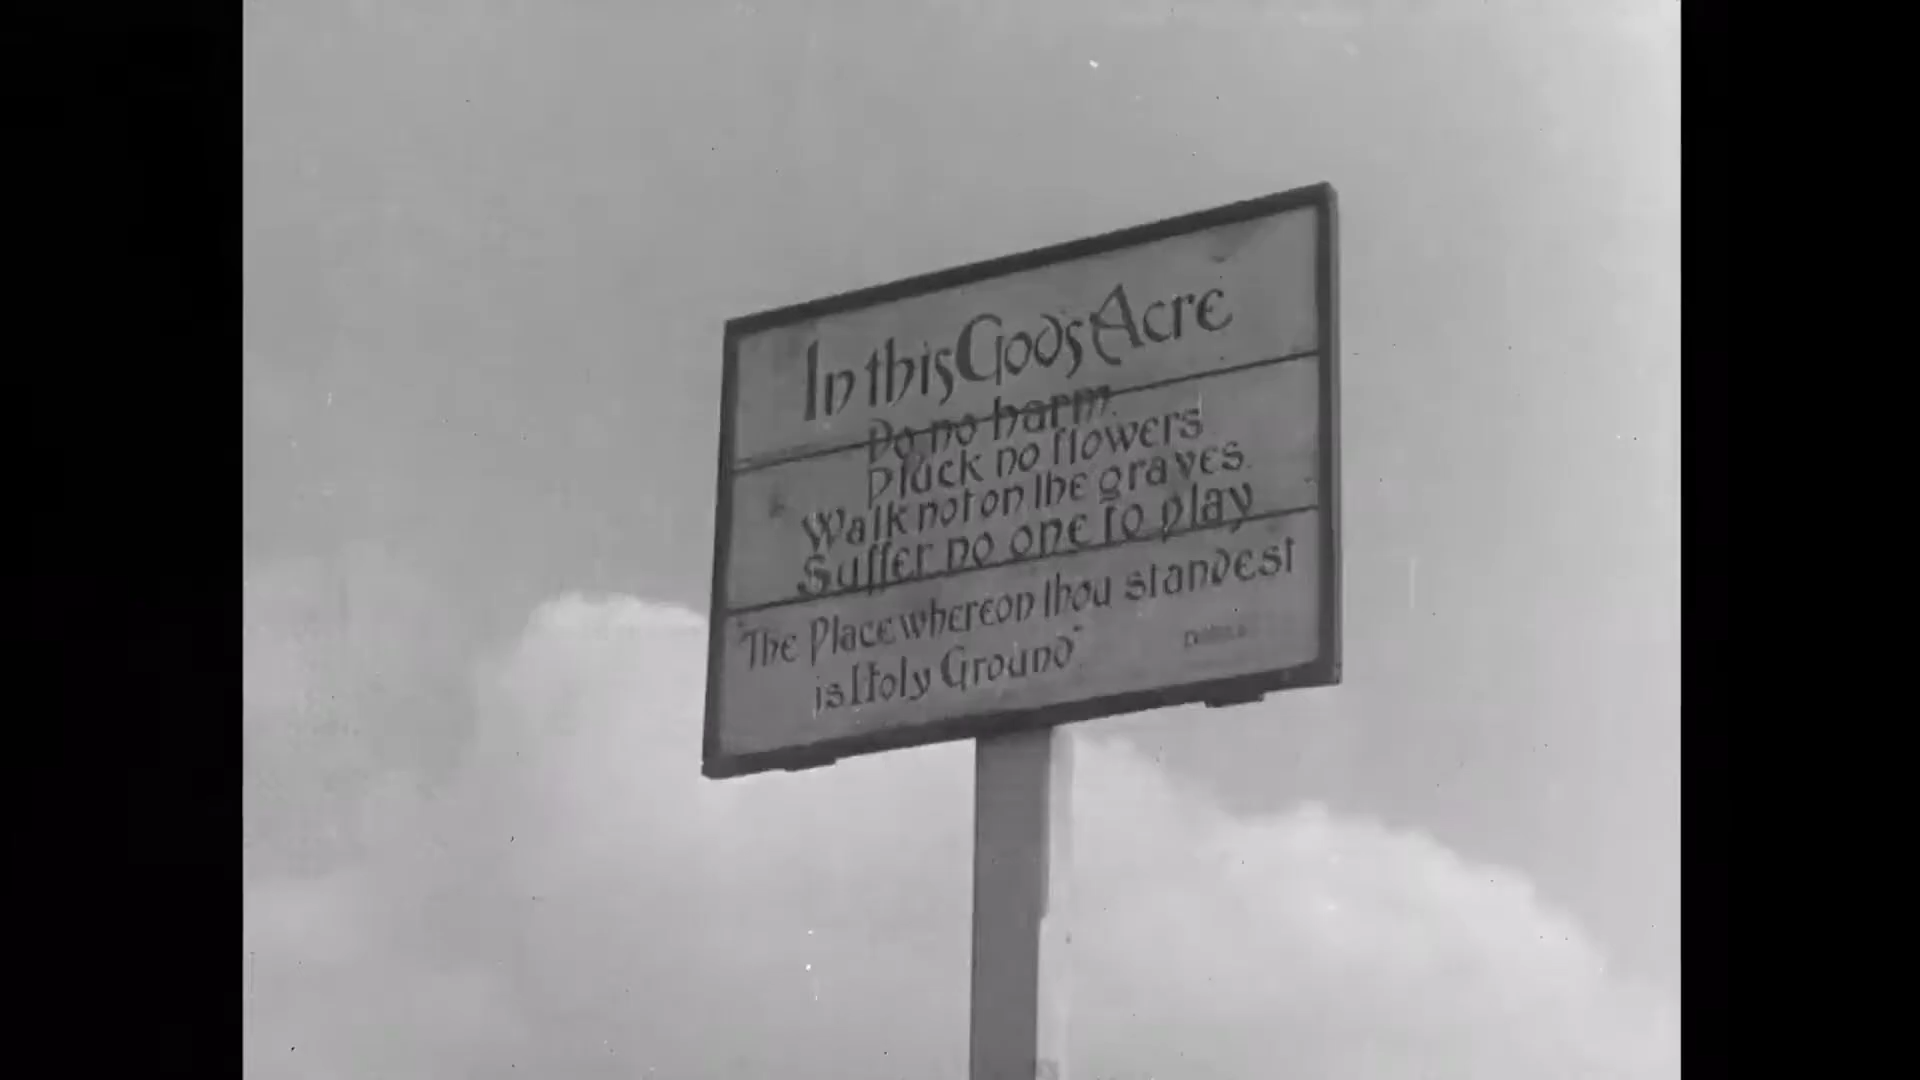 In this God's Acre
Do no harm.
Pluck no flowers
Walk not on the graves.
Suffer no one to play
"The Place whereon thou standest
is Holy Ground"